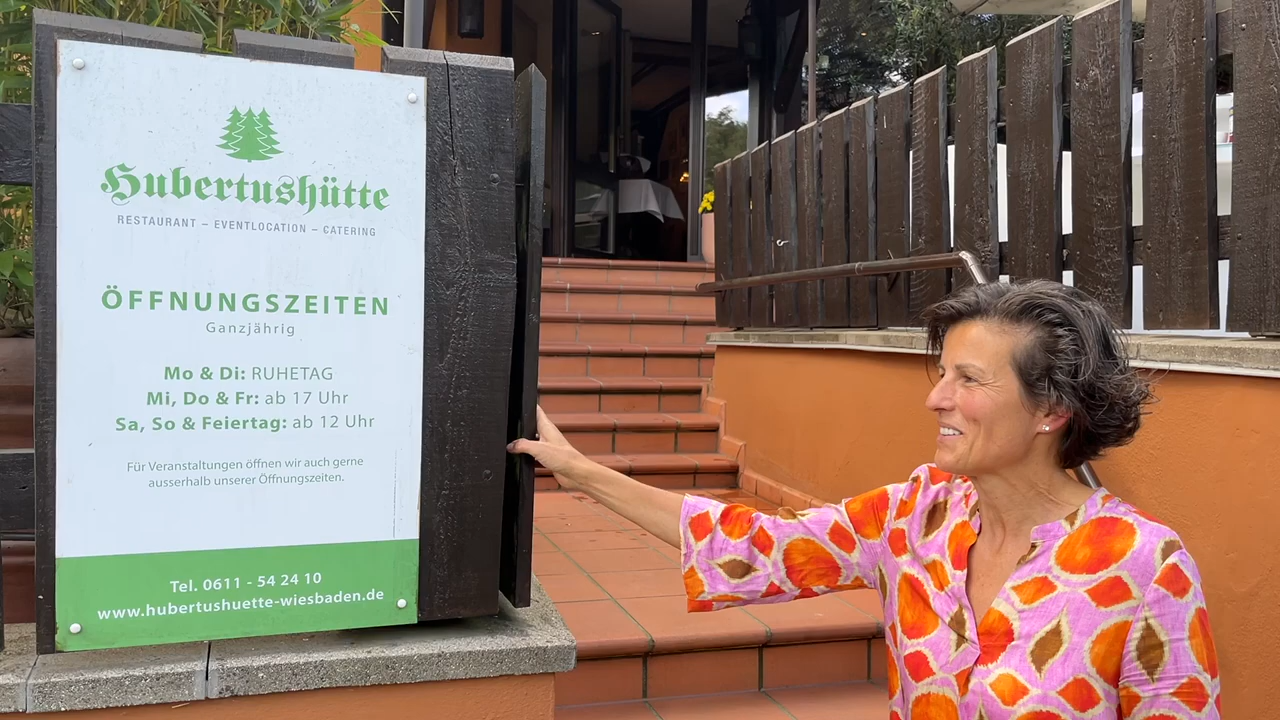 Hubertushütte
RESTAURANT – EVENTLOCATION – CATERING
ÖFFNUNGSZEITEN
Ganzjährig
Mo & Di: RUHETAG
Mi, Do & Fr: ab 17 Uhr
Sa, So & Feiertag: ab 12 Uhr
Für Veranstaltungen öffnen wir auch gerne
ausserhalb unserer Öffnungszeiten.
Tel. 0611 - 54 24 10
www.hubertushuette-wiesbaden.de